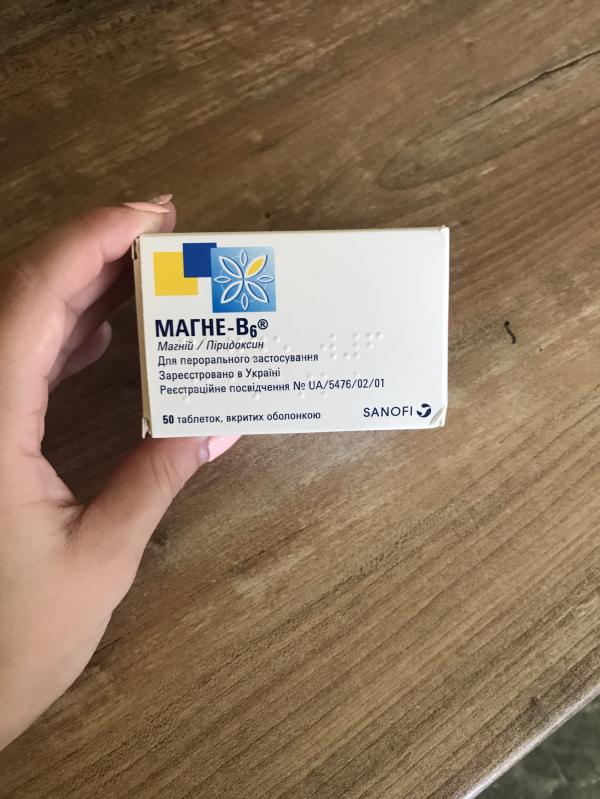 МАГНЕ-В6®
Магній / Піридоксин
Для перорального застосування
Зареєстровано в Україні
Реєстраційне посвідчення № UA/5476/02/01
50 таблеток, вкритих оболонкою
SANOFI